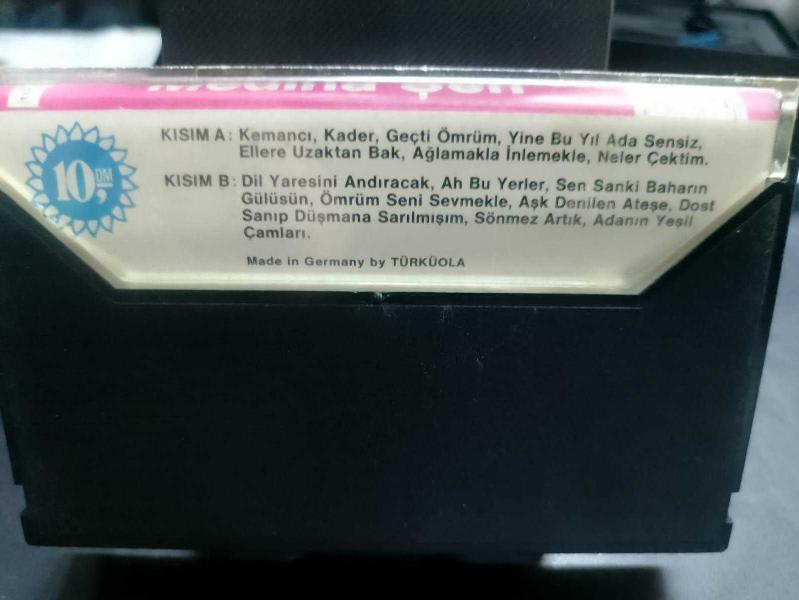 KISIM A: Kemancı, Kader, Geçti Ömrüm, Yine Bu Yıl Ada Sensiz,
Ellere Uzaktan Bak, Ağlamakla İnlemekle, Neler Çektim.
KISIM B: Dil Yaresini Andıracak, Ah Bu Yerler, Sen Sanki Baharın
Gülüsün, Ömrüm Seni Sevmekle, Aşk Denilen Ateşe, Dost
Sanıp Düşmana Sarılmışım, Sönmez Artık, Adanın Yeşil
Çamları.
Made in Germany by TÜRKÜOLA
10,DM